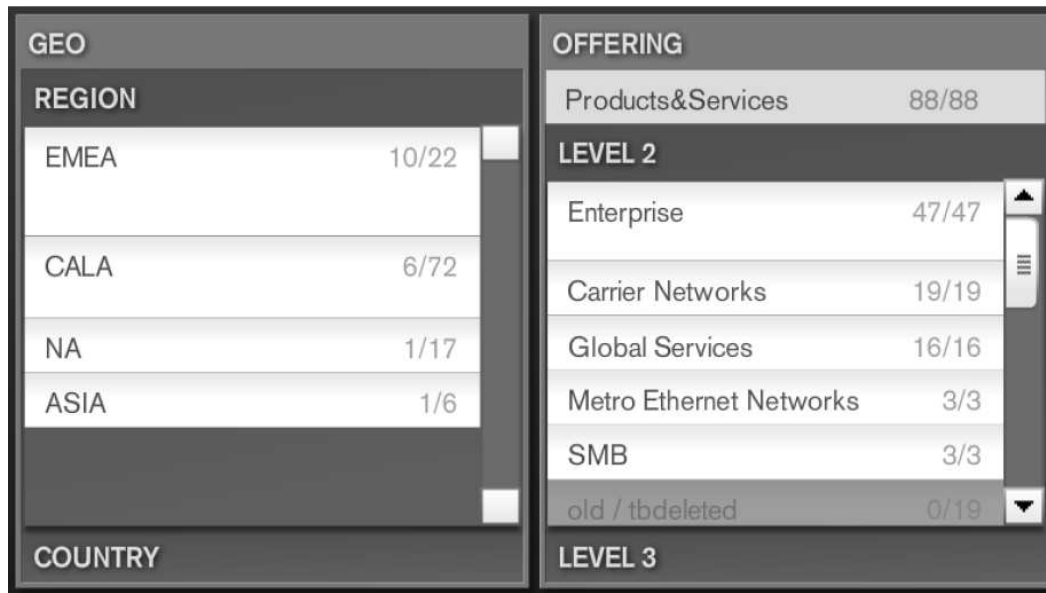 GEO
REGION
EMEA 10/22
CALA 6/72
NA 1/17
ASIA 1/6
COUNTRY
OFFERING
Products&Services 88/88
LEVEL 2
Enterprise 47/47
Carrier Networks 19/19
Global Services 16/16
Metro Ethernet Networks 3/3
SMB 3/3
old / tbdeleted 0/19
LEVEL 3